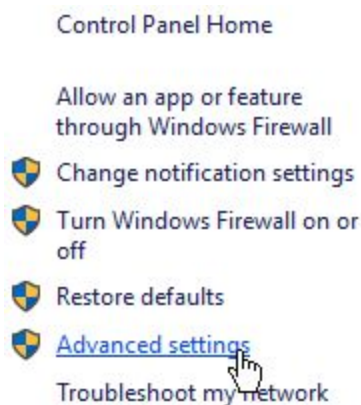 Control Panel Home
Allow an app or feature
through Windows Firewall
Change notification settings
Turn Windows Firewall on or
off
Restore defaults
Advanced settings
Troubleshoot my network